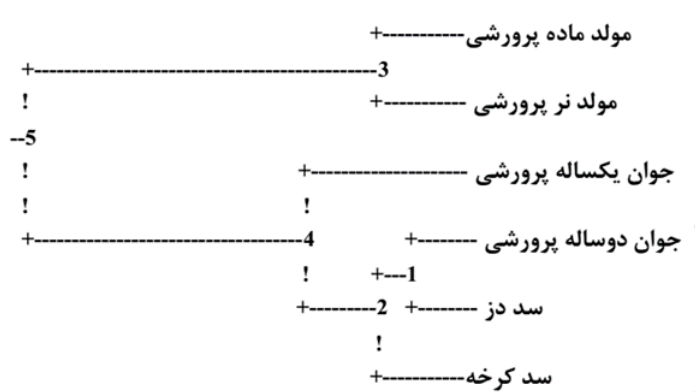 +-----------مولد ماده پرورشی
+----------------------------------------------3
!                                              +-----------مولد نر پرورشی
--5
!                                    +---------------------جوان یکساله پرورشی
!                                    !
+------------------------------------4             +--------جوان دوساله پرورشی
!         +---1
+---------2   +--------سد دز
!
+-----------سد کرخه